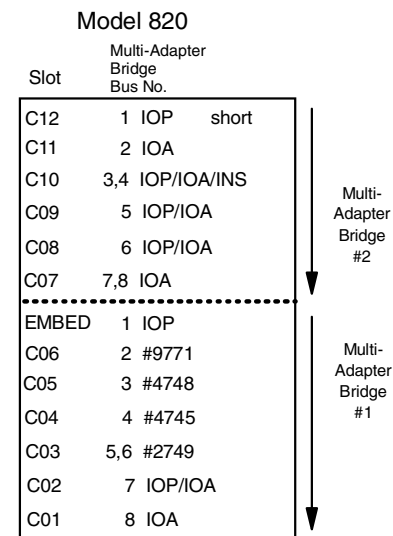 Model 820
Slot
Multi-Adapter
Bridge
Bus No.
C12 1 IOP short
C11 2 IOA
C10 3,4 IOP/IOA/INS
C09 5 IOP/IOA
C08 6 IOP/IOA
C07 7,8 IOA
Multi-
Adapter
Bridge
#2
EMBED 1 IOP
C06 2 #9771
C05 3 #4748
C04 4 #4745
C03 5,6 #2749
C02 7 IOP/IOA
C01 8 IOA
Multi-
Adapter
Bridge
#1